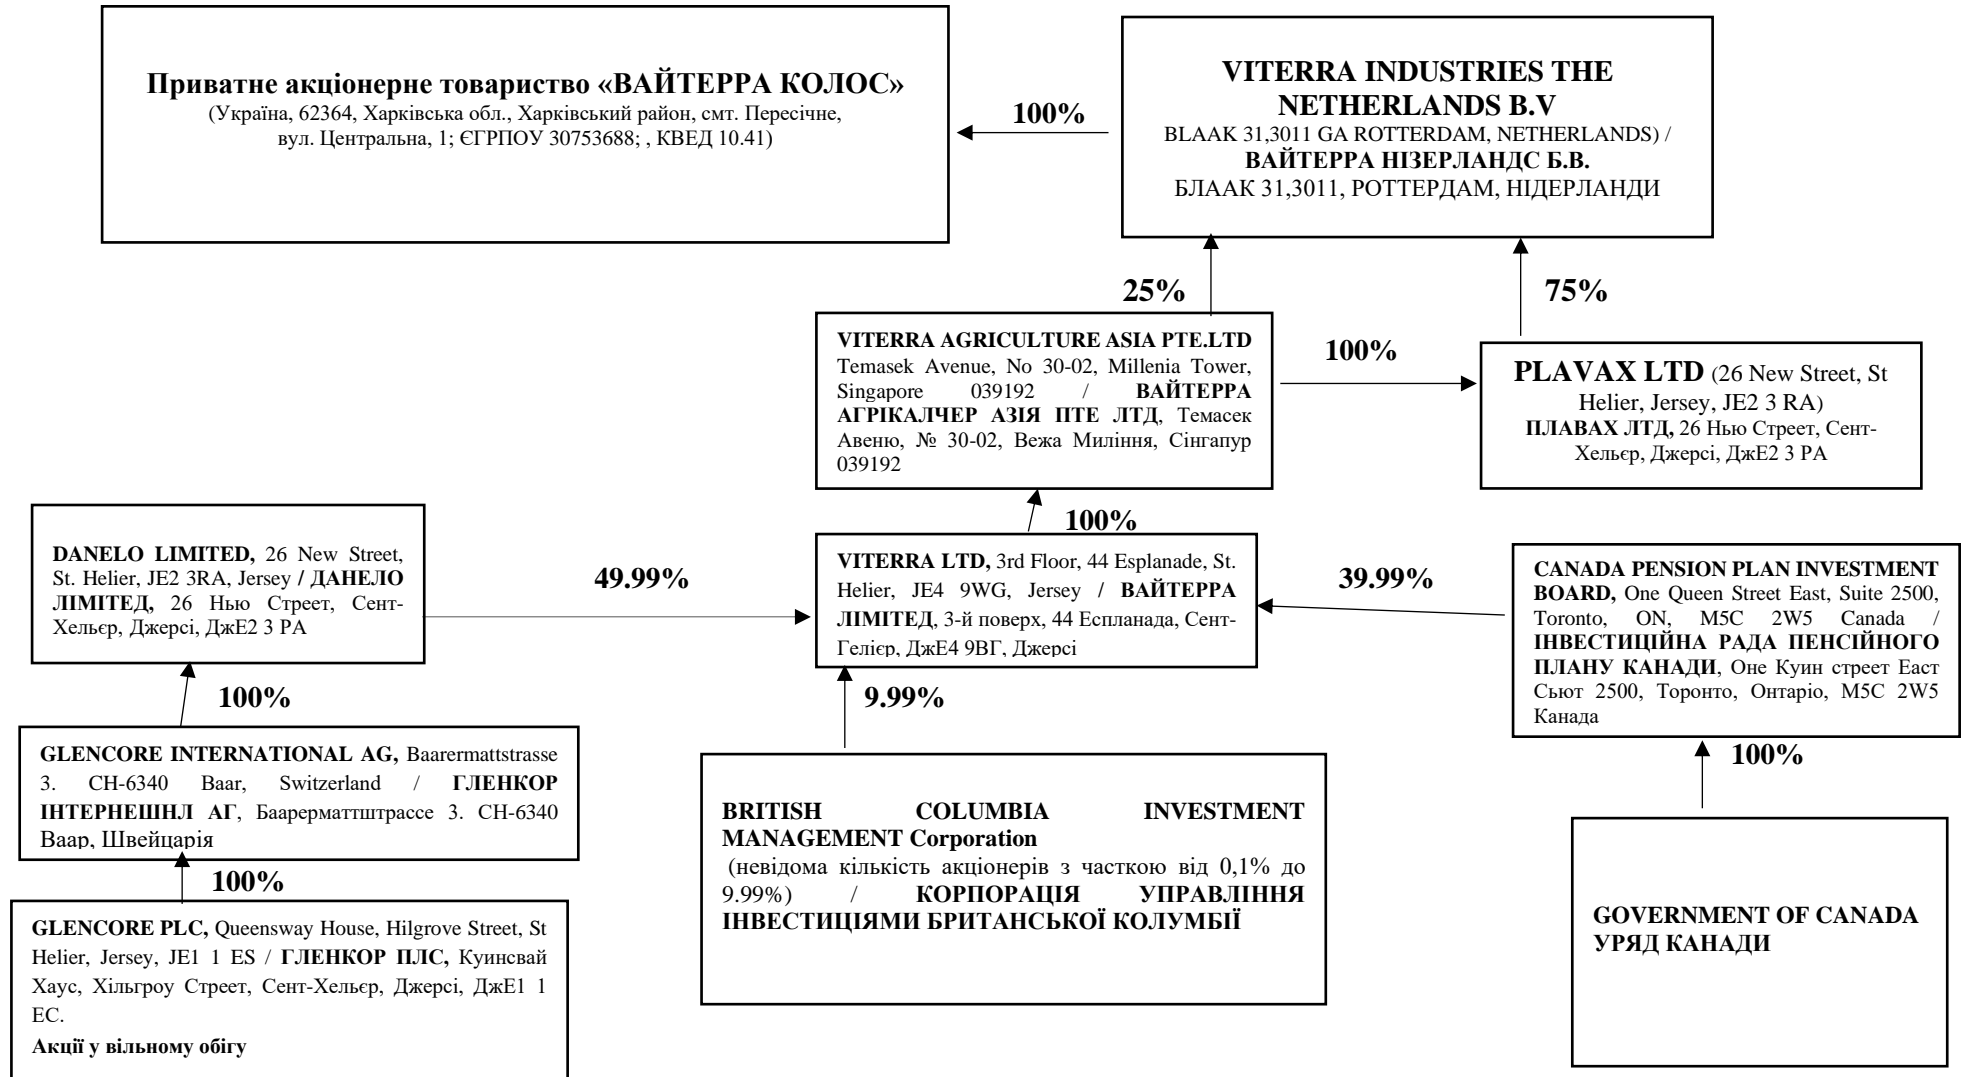 Приватне акціонерне товариство «ВАЙТЕРРА КОЛОС»
(Україна, 62364, Харківська обл., Харківський район, смт. Пересічне,
вул. Центральна, 1; ЄГРПОУ 30753688; , КВЕД 10.41)
100%
VITERRA INDUSTRIES THE
NETHERLANDS B.V
BLAAK 31,3011 GA ROTTERDAM, NETHERLANDS) /
ВАЙТЕРРА НІЗЕРЛАНДС Б.В.
БЛААК 31,3011, РОТТЕРДАМ, НІДЕРЛАНДИ
25%
75%
VITERRA AGRICULTURE ASIA PTE.LTD
Temasek Avenue, No 30-02, Millenia Tower,
Singapore 039192 / ВАЙТЕРРА
АГРІКАЛЧЕР АЗІЯ ПТЕ ЛТД, Темасек
Авеню, № 30-02, Вежа Миління, Сінгапур
039192
100%
PLAVAX LTD (26 New Street, St
Helier, Jersey, JE2 3 RA)
ПЛАВАХ ЛТД, 26 Нью Стреет, Сент-
Хельєр, Джерсі, ДжЕ2 3 РА
100%
DANELO LIMITED, 26 New Street,
St. Helier, JE2 3RA, Jersey / ДАНЕЛО
ЛІМІТЕД, 26 Нью Стреет, Сент-
Хельєр, Джерсі, ДжЕ2 3 РА
49.99%
VITERRA LTD, 3rd Floor, 44 Esplanade, St.
Helier, JE4 9WG, Jersey / ВАЙТЕРРА
ЛІМІТЕД, 3-й поверх, 44 Еспланада, Сент-
Гелієр, ДжЕ4 9ВГ, Джерсі
39.99%
CANADA PENSION PLAN INVESTMENT
BOARD, One Queen Street East, Suite 2500,
Toronto, ON, M5C 2W5 Canada /
ІНВЕСТИЦІЙНА РАДА ПЕНСІЙНОГО
ПЛАНУ КАНАДИ, Оне Куин стреет Еаст
Сьют 2500, Торонто, Онтаріо, M5C 2W5
Канада
100%
9.99%
100%
GLENCORE INTERNATIONAL AG, Baarermattstrasse
3. CH-6340 Baar, Switzerland / ГЛЕНКОР
ІНТЕРНЕШНЛ АГ, Баарерматтштрассе 3. CH-6340
Ваар, Швейцарія
BRITISH COLUMBIA INVESTMENT
MANAGEMENT Corporation
(невідома кількість акціонерів з часткою від 0,1% до
9.99%) / КОРПОРАЦІЯ УПРАВЛІННЯ
ІНВЕСТИЦІЯМИ БРИТАНСЬКОЇ КОЛУМБІЇ
100%
GLENCORE PLC, Queensway House, Hilgrove Street, St
Helier, Jersey, JE1 1 ES / ГЛЕНКОР ПЛС, Куинсвай
Хаус, Хільгроу Стреет, Сент-Хельєр, Джерсі, ДжЕ1 1
ЕС.
Акції у вільному обігу
GOVERNMENT OF CANADA
УРЯД КАНАДИ